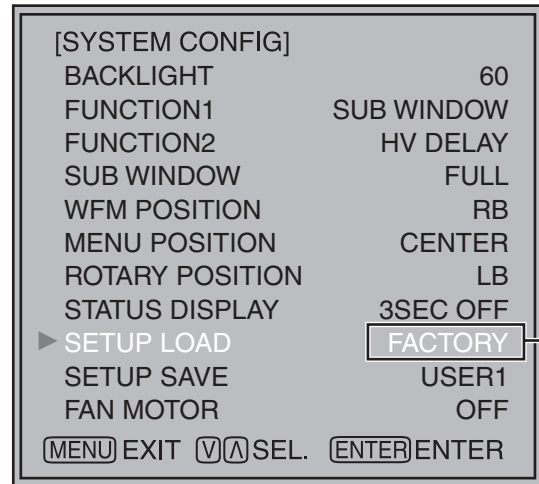 [SYSTEM CONFIG]
BACKLIGHT 60
FUNCTION1 SUB WINDOW
FUNCTION2 HV DELAY
SUB WINDOW FULL
WFM POSITION RB
MENU POSITION CENTER
ROTARY POSITION LB
STATUS DISPLAY 3SEC OFF
SETUP LOAD FACTORY
SETUP SAVE USER1
FAN MOTOR OFF
MENU EXIT V Λ SEL. ENTER ENTER